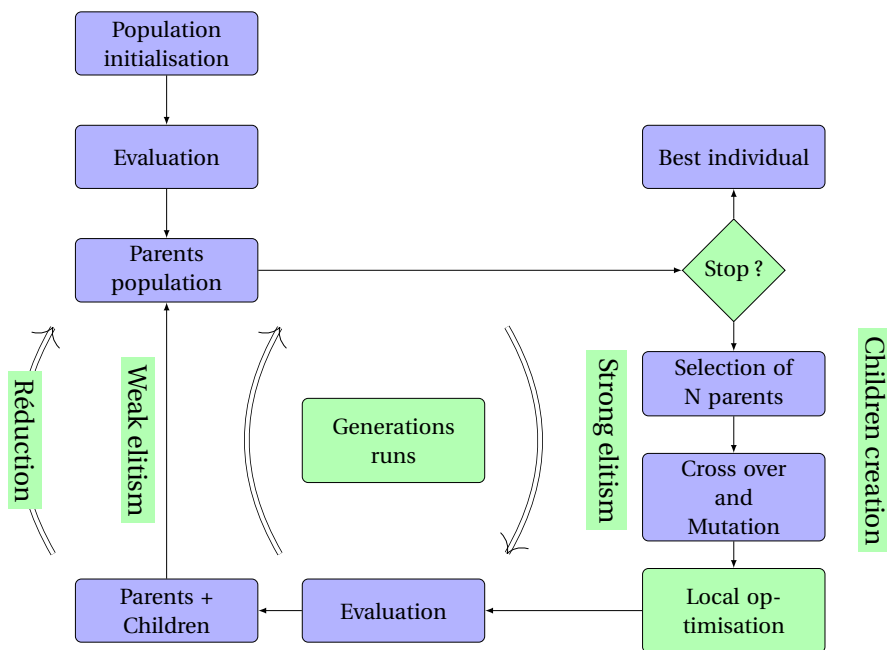 Population
initialisation
Evaluation
Best individual
Parents
population
Stop ?
Réduction
Weak elitism
Generations
runs
Strong elitism
Selection of
N parents
Children creation
Cross over
and
Mutation
Parents +
Children
Evaluation
Local op-
timisation